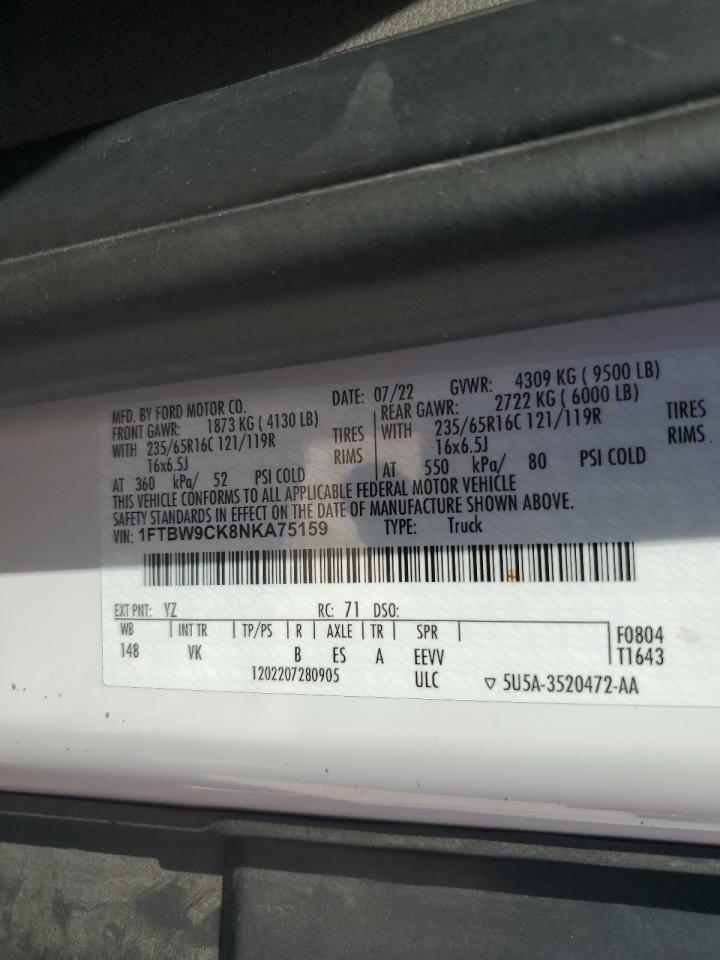 MFD. BY FORD MOTOR CO. DATE: 07/22 GVWR: 4309 KG ( 9500 LB)
FRONT GAWR: 1873 KG ( 4130 LB) REAR GAWR: 2722 KG ( 6000 LB)
WITH 235/65R16C 121/119R TIRES WITH 235/65R16C 121/119R TIRES
16x6.5J RIMS 16x6.5J RIMS
AT 360 kPa/ 52 PSI COLD AT 550 kPa/ 80 PSI COLD
THIS VEHICLE CONFORMS TO ALL APPLICABLE FEDERAL MOTOR VEHICLE
SAFETY STANDARDS IN EFFECT ON THE DATE OF MANUFACTURE SHOWN ABOVE.
VIN: 1FTBW9CK8NKA75159 TYPE: Truck
EXT PNT: YZ RC: 71 DSO:
WB INT TR TP/PS R AXLE TR SPR F0804
148 VK B ES A EEVV T1643
1202207280905 ULC ▽ 5U5A-3520472-AA